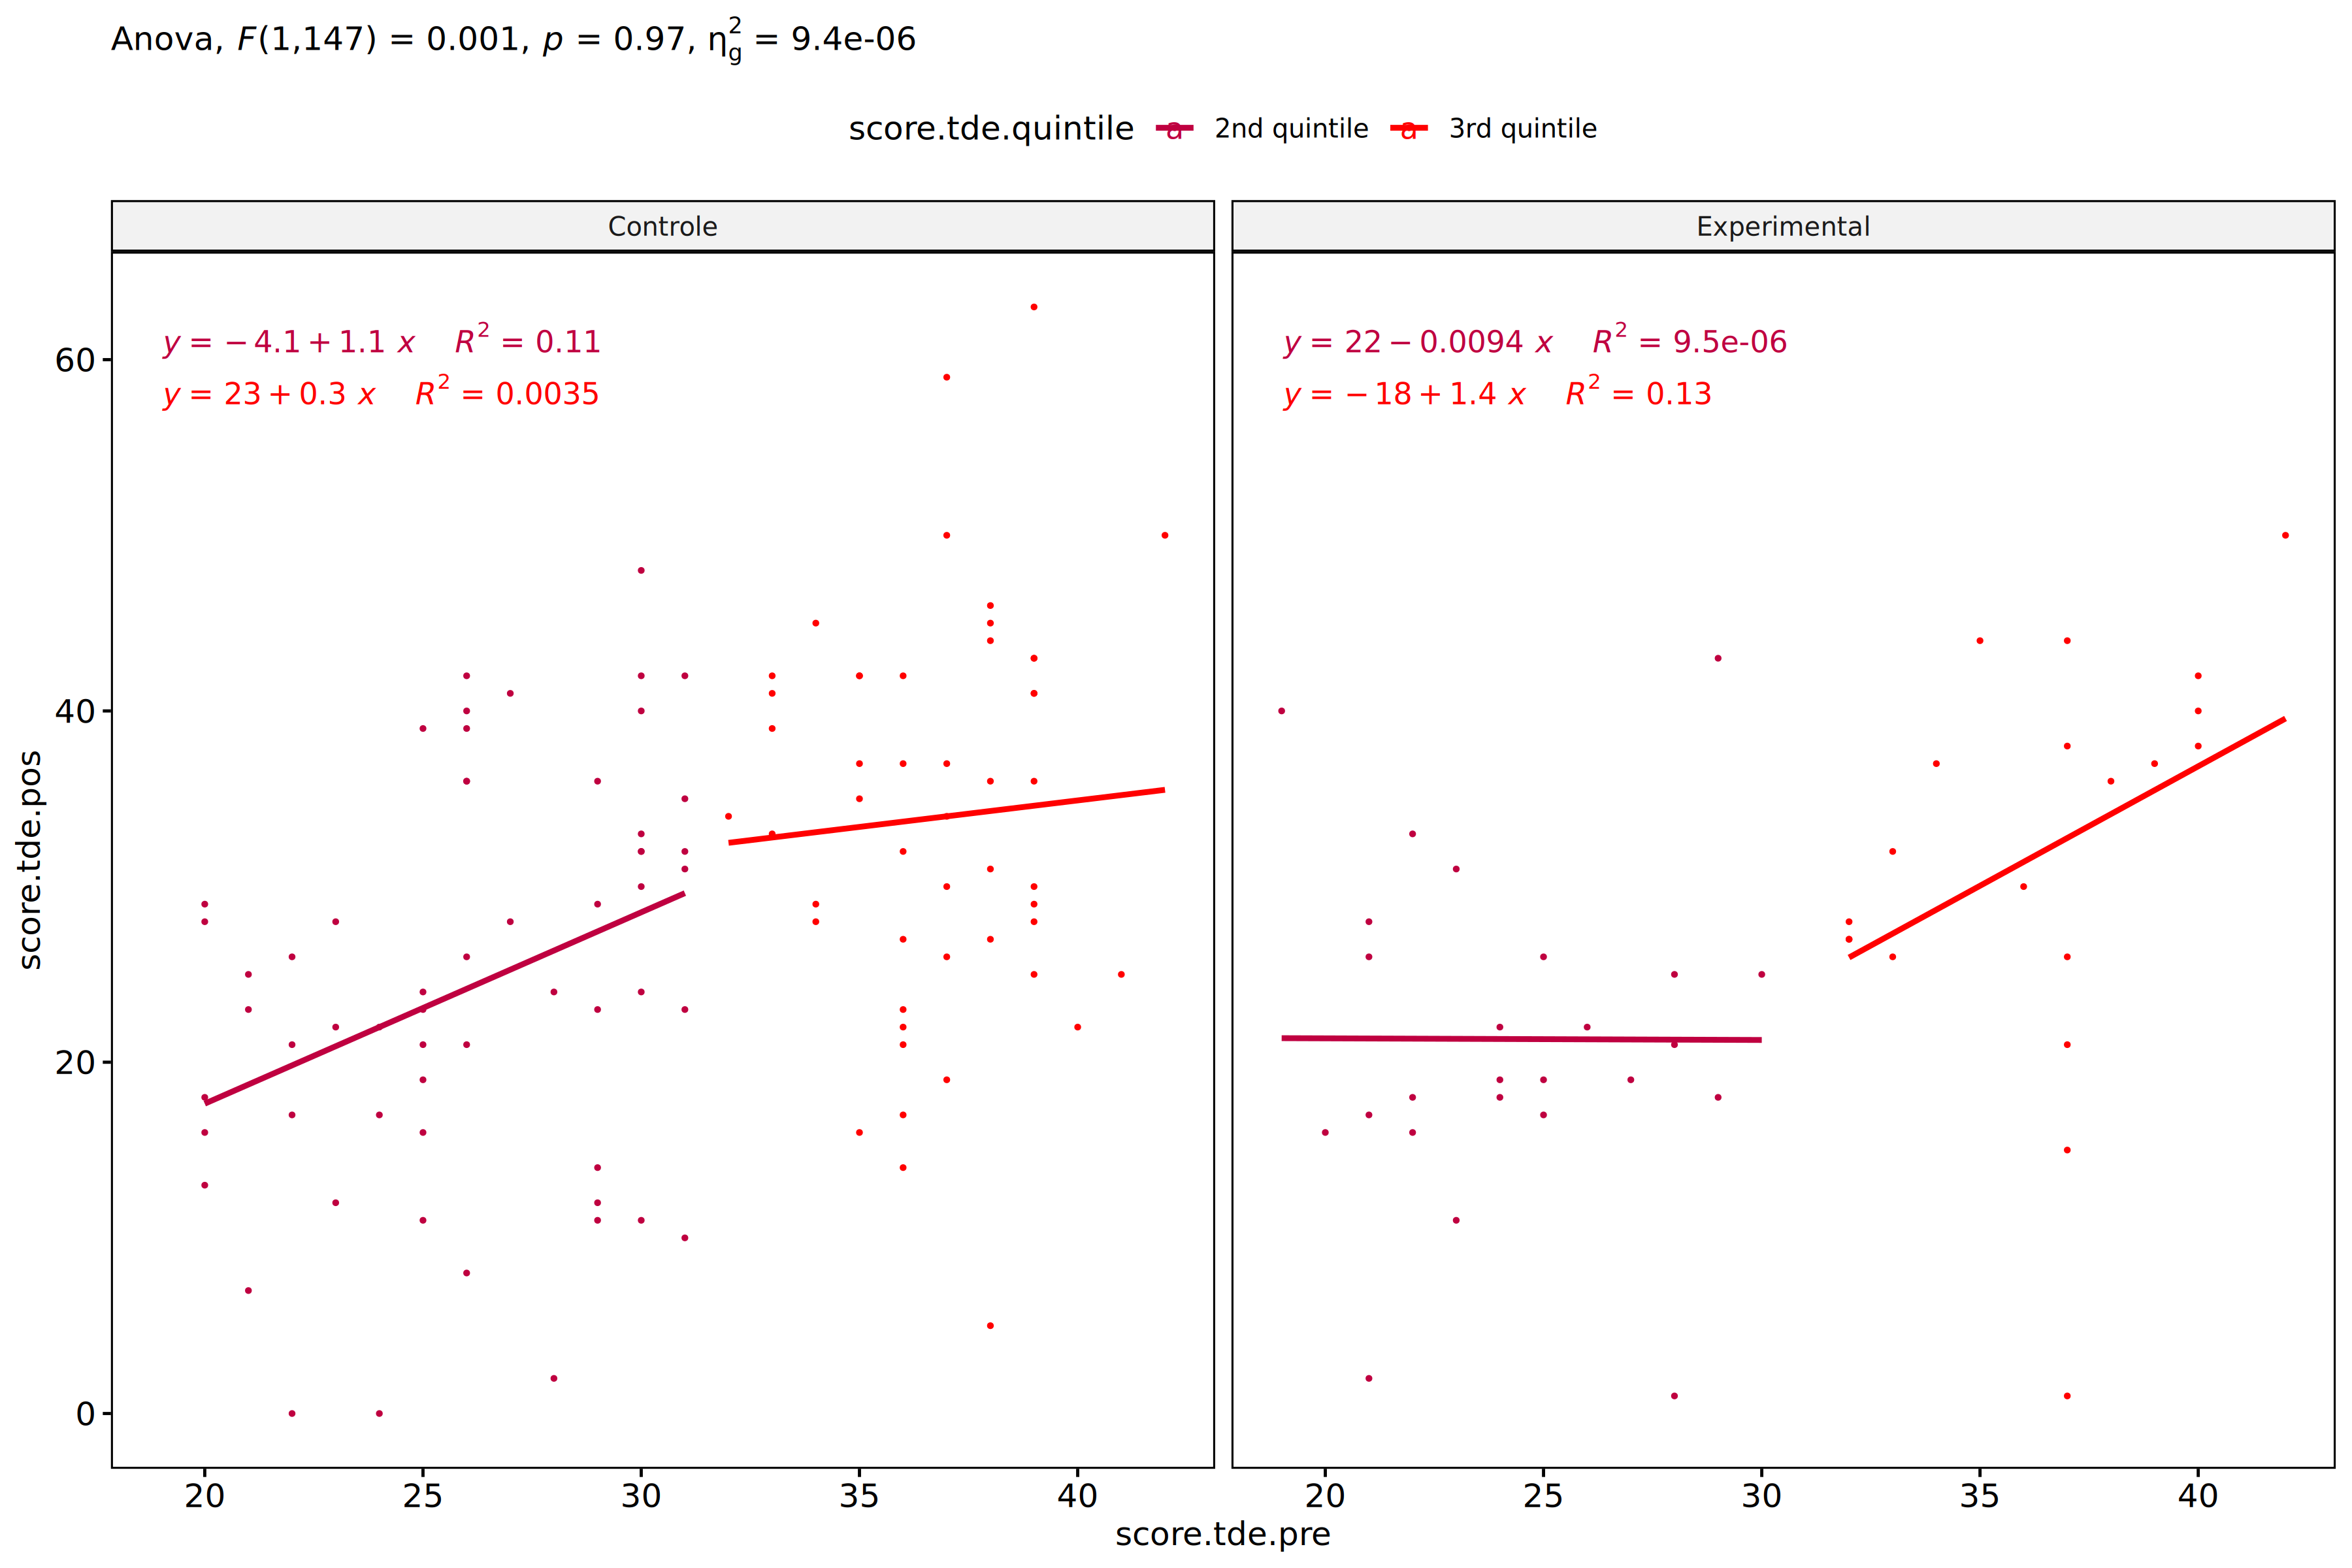 Anova, F(1,147) = 0.001, p = 0.97, η²g = 9.4e-06
score.tde.quintile a 2nd quintile a 3rd quintile
Controle
Experimental
y = −4.1+1.1 x R² = 0.11
y = 23+0.3 x R² = 0.0035
y = 22−0.0094 x R² = 9.5e-06
y = −18+1.4 x R² = 0.13
score.tde.pos
60
40
20
0
20 25 30 35 40
20 25 30 35 40
score.tde.pre